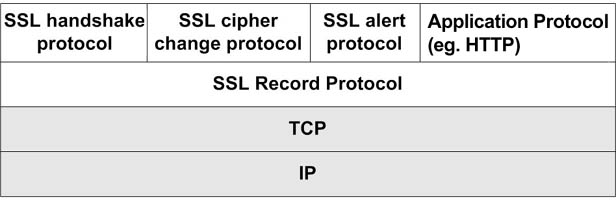 SSL handshake
protocol
SSL cipher
change protocol
SSL alert
protocol
Application Protocol
(eg. HTTP)
SSL Record Protocol
TCP
IP